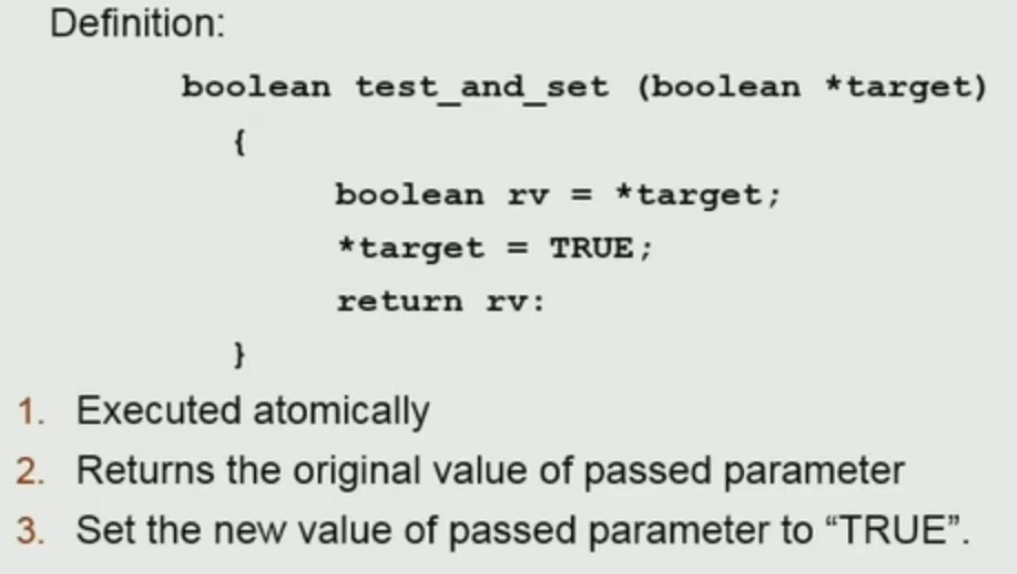 Definition:
boolean test_and_set (boolean *target)
{
boolean rv = *target;
*target = TRUE;
return rv:
}
1. Executed atomically
2. Returns the original value of passed parameter
3. Set the new value of passed parameter to “TRUE”.